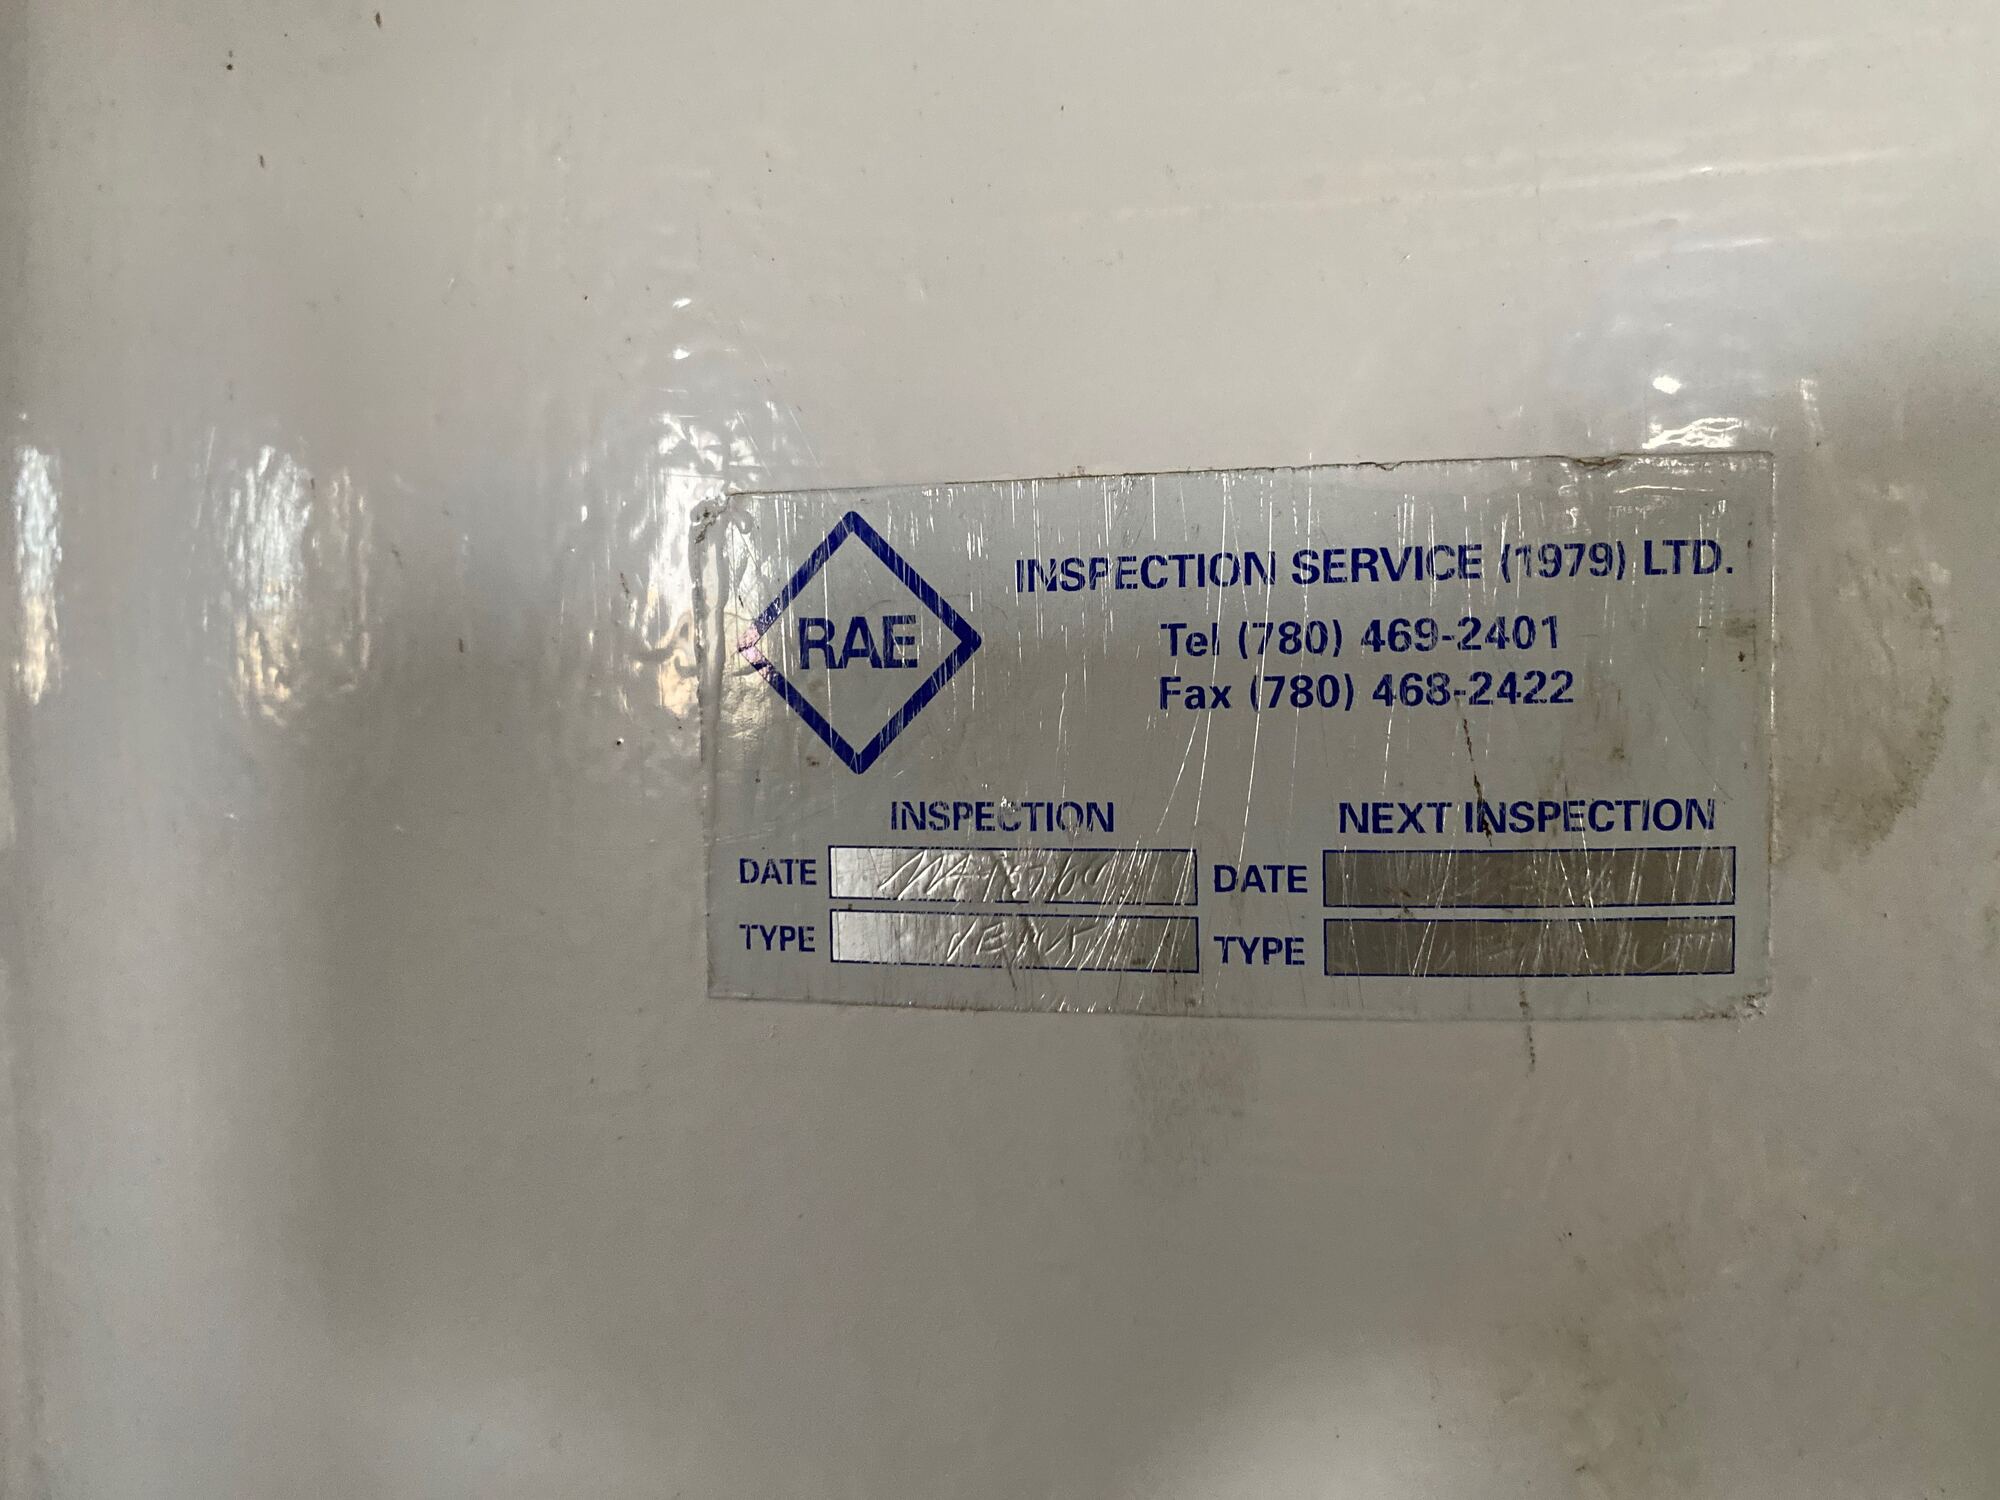 RAE
INSPECTION SERVICE (1979) LTD.
Tel (780) 469-2401
Fax (780) 468-2422
INSPECTION
NEXT INSPECTION
DATE
DATE
TYPE
TYPE